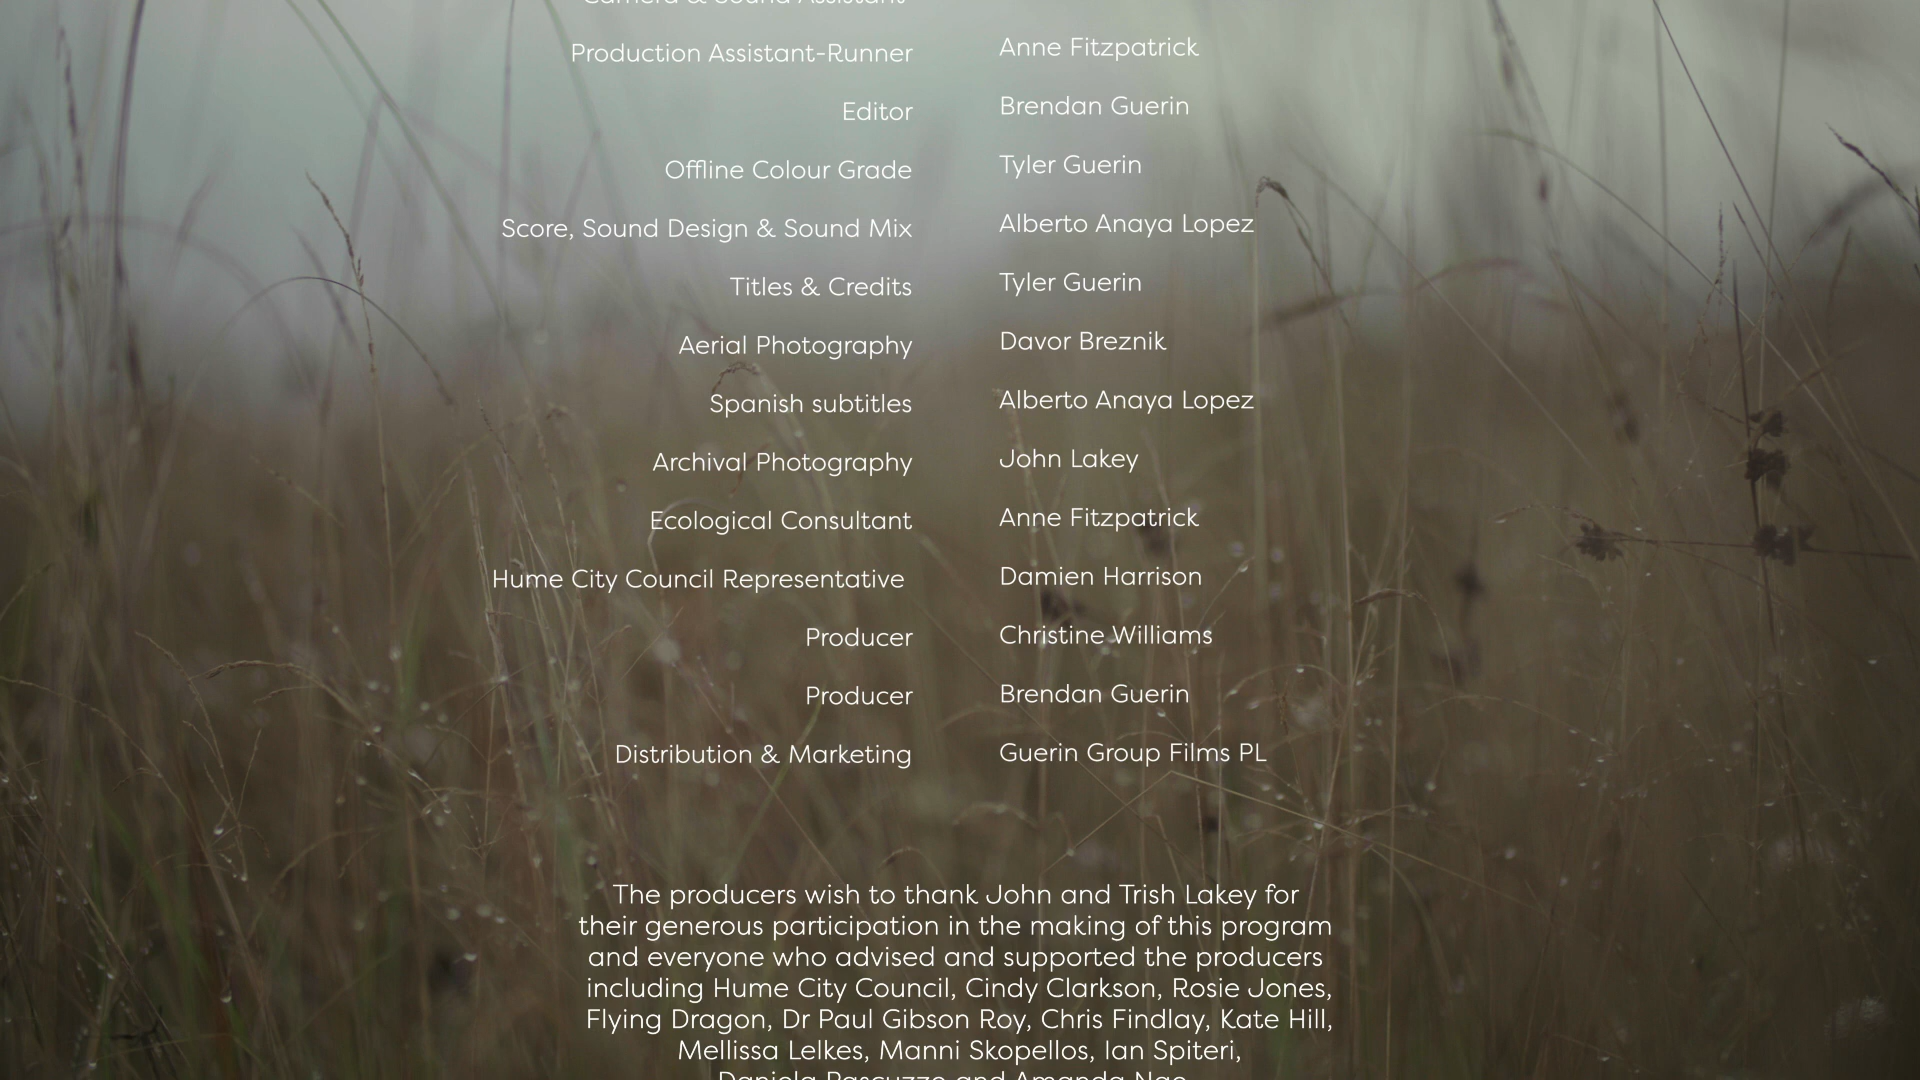 Camera & Sound Assistant
Production Assistant-Runner Anne Fitzpatrick
Editor Brendan Guerin
Offline Colour Grade Tyler Guerin
Score, Sound Design & Sound Mix Alberto Anaya Lopez
Titles & Credits Tyler Guerin
Aerial Photography Davor Breznik
Spanish subtitles Alberto Anaya Lopez
Archival Photography John Lakey
Ecological Consultant Anne Fitzpatrick
Hume City Council Representative Damien Harrison
Producer Christine Williams
Producer Brendan Guerin
Distribution & Marketing Guerin Group Films PL
The producers wish to thank John and Trish Lakey for
their generous participation in the making of this program
and everyone who advised and supported the producers
including Hume City Council, Cindy Clarkson, Rosie Jones,
Flying Dragon, Dr Paul Gibson Roy, Chris Findlay, Kate Hill,
Mellissa Lelkes, Manni Skopellos, Ian Spiteri,
and Amanda